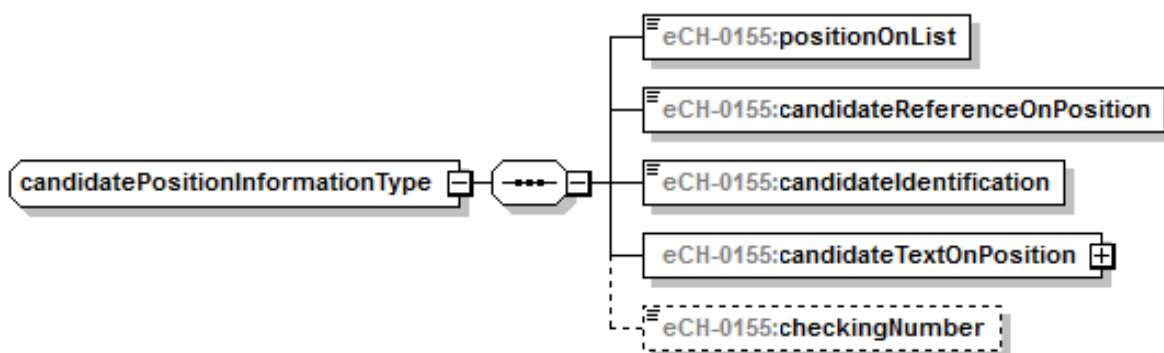 eCH-0155:positionOnList
eCH-0155:candidateReferenceOnPosition
candidatePositionInformationType
eCH-0155:candidateIdentification
eCH-0155:candidateTextOnPosition
eCH-0155:checkingNumber